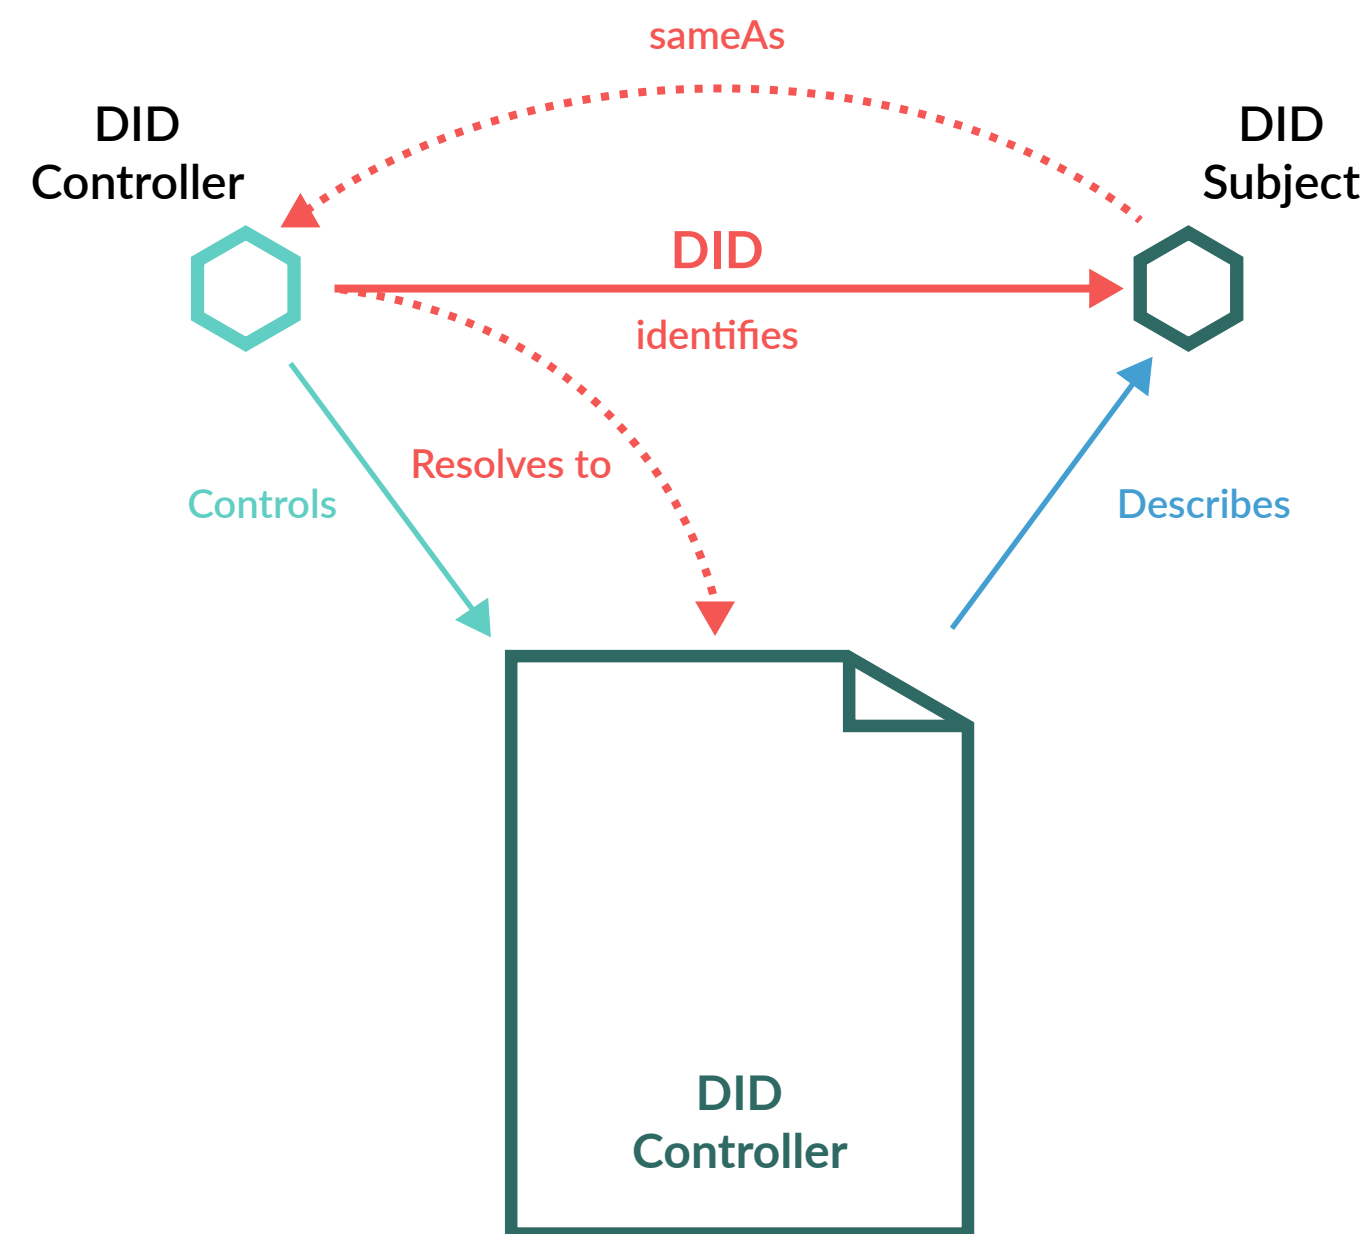 sameAs
DID
Controller
DID
Subject
DID
identifies
Resolves to
Controls
Describes
DID
Controller